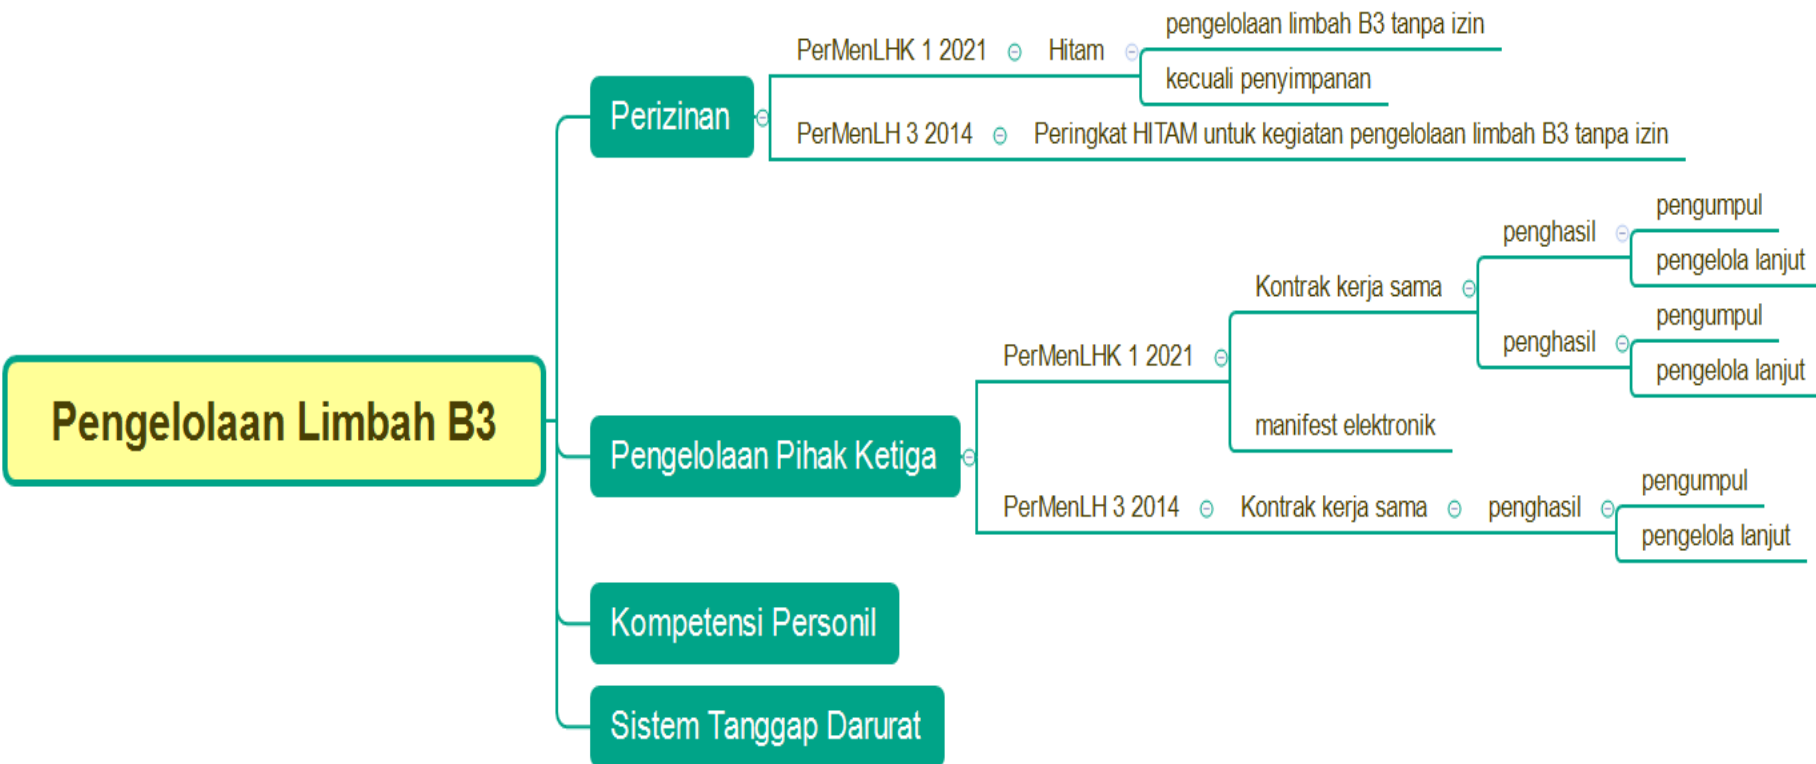 Pengelolaan Limbah B3
Perizinan
PerMenLHK 1 2021
Hitam
pengelolaan limbah B3 tanpa izin
kecuali penyimpanan
PerMenLH 3 2014
Peringkat HITAM untuk kegiatan pengelolaan limbah B3 tanpa izin
Pengelolaan Pihak Ketiga
PerMenLHK 1 2021
Kontrak kerja sama
penghasil
pengumpul
pengelola lanjut
penghasil
pengumpul
pengelola lanjut
manifest elektronik
PerMenLH 3 2014
Kontrak kerja sama
penghasil
pengumpul
pengelola lanjut
Kompetensi Personil
Sistem Tanggap Darurat